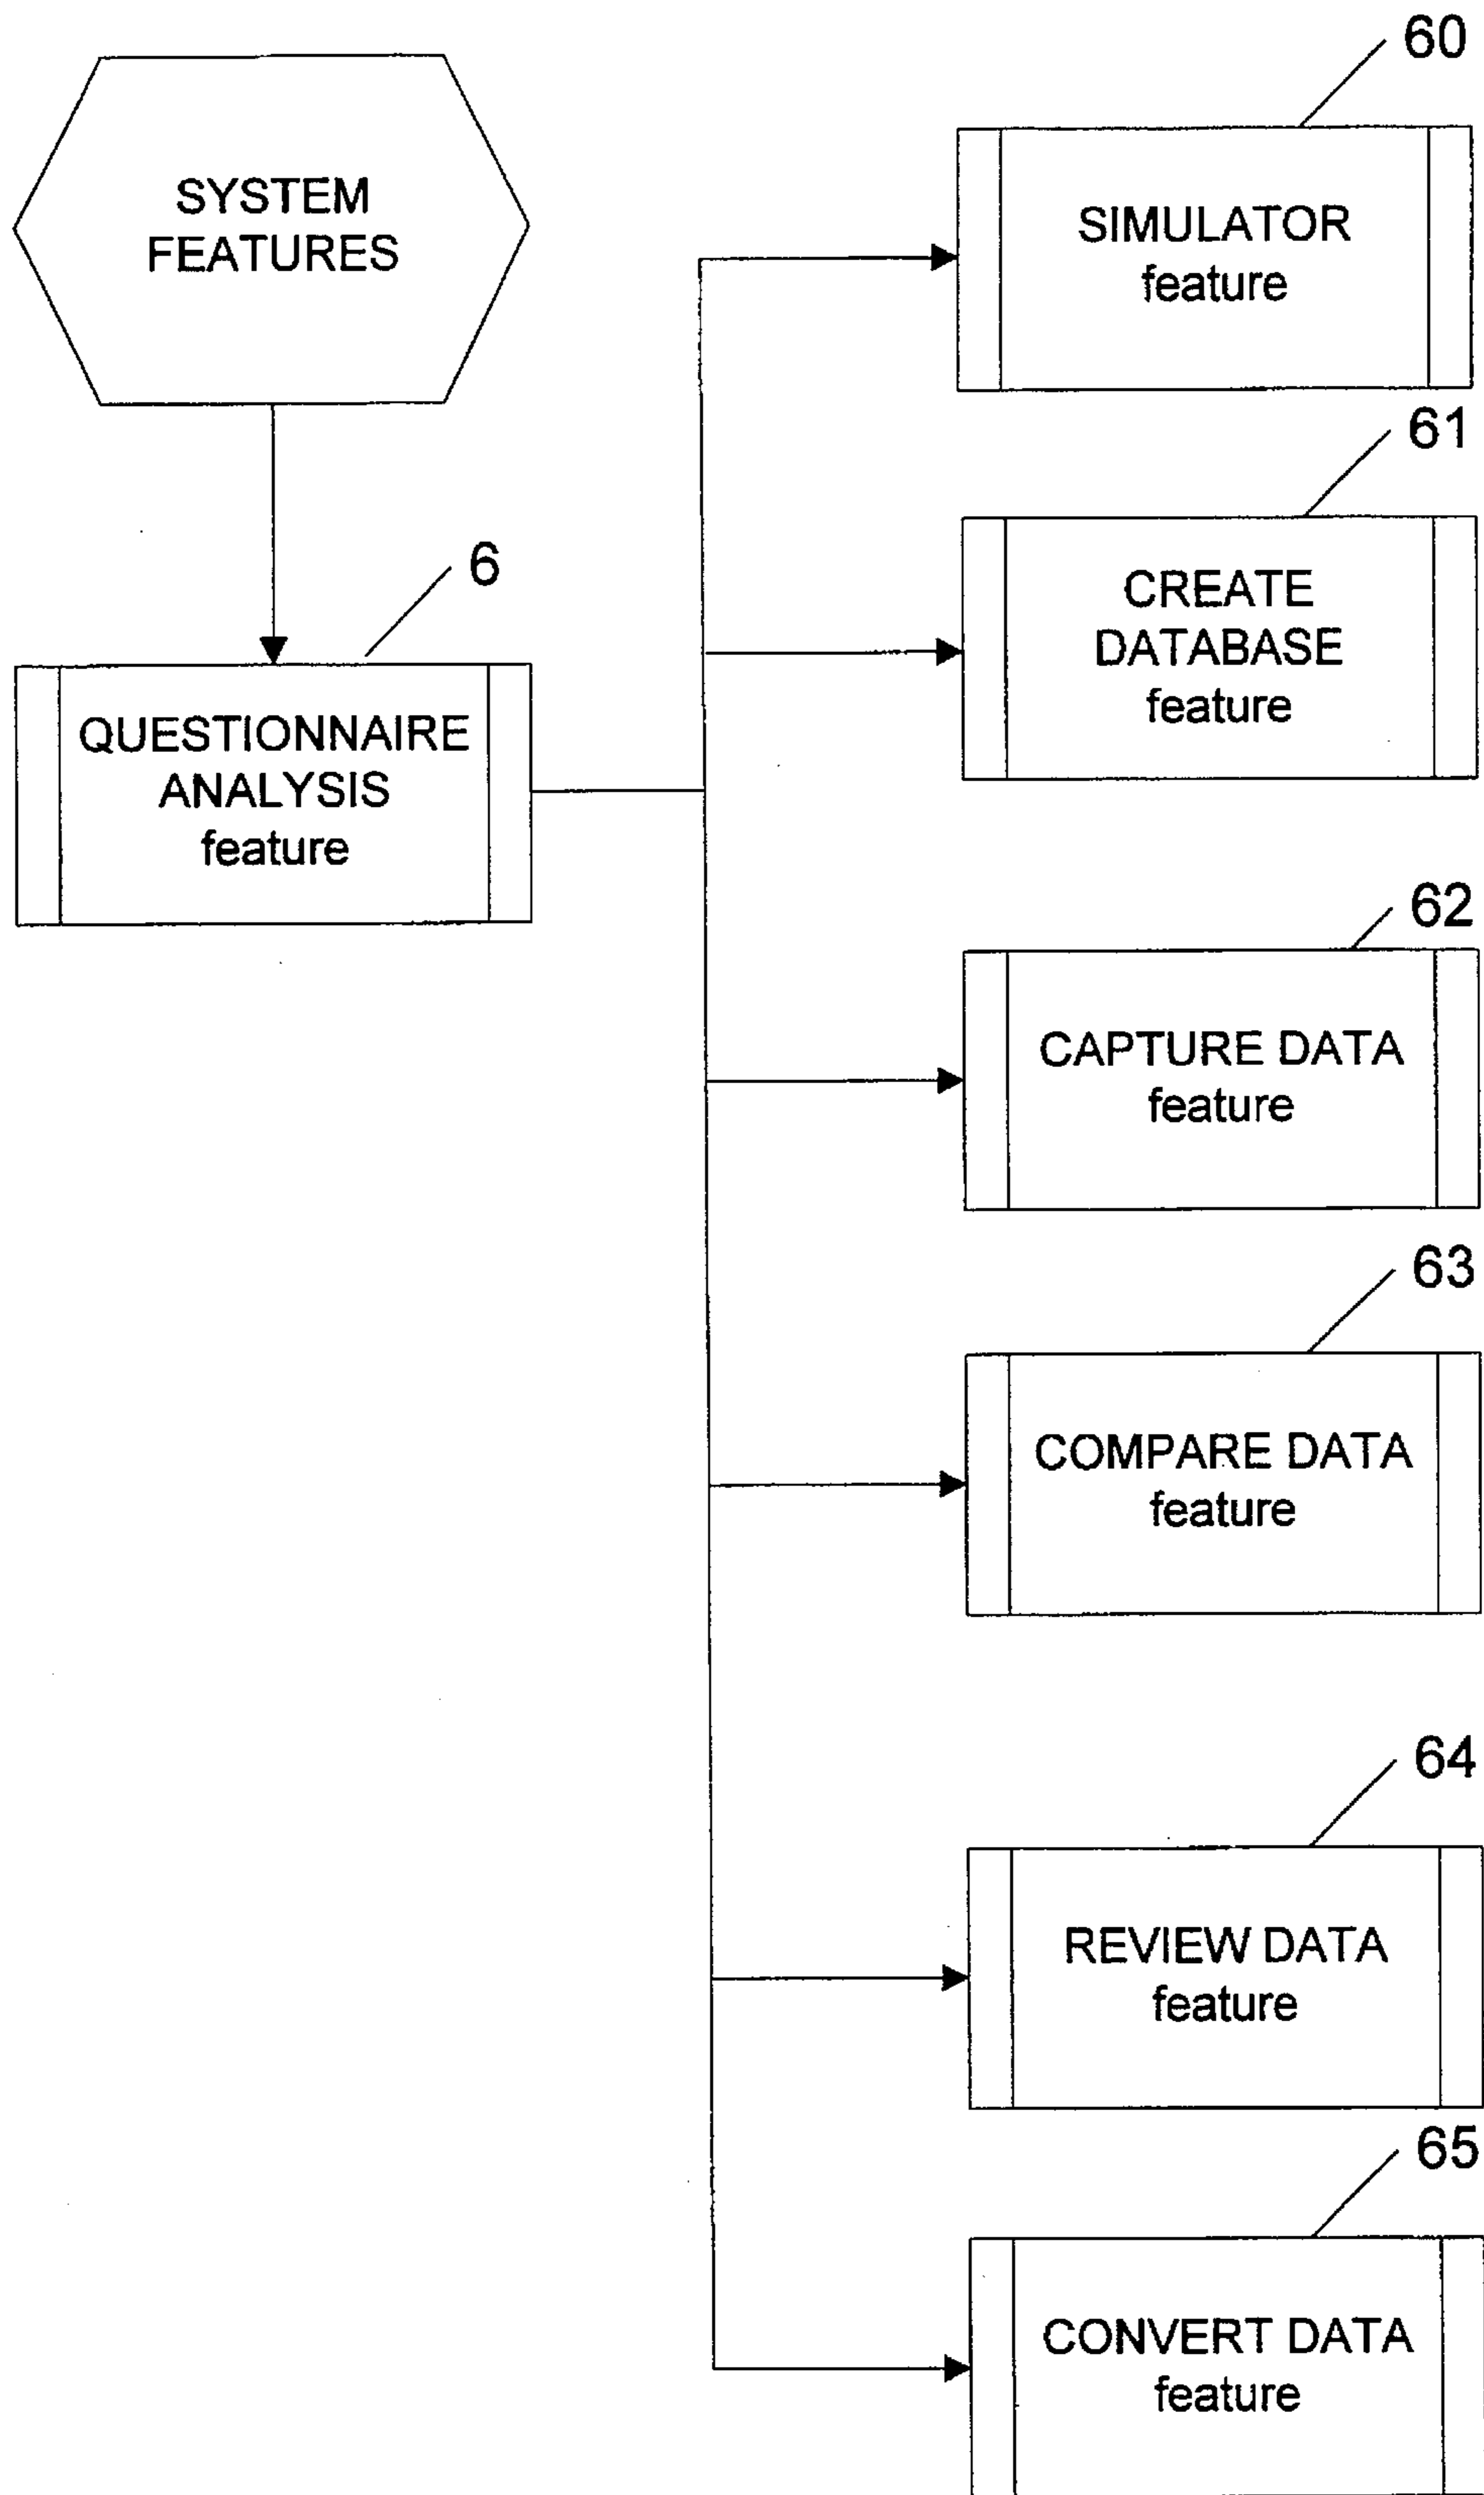 SYSTEM
FEATURES
6
QUESTIONNAIRE
ANALYSIS
feature
60
SIMULATOR
feature
61
CREATE
DATABASE
feature
62
CAPTURE DATA
feature
63
COMPARE DATA
feature
64
REVIEW DATA
feature
65
CONVERT DATA
feature